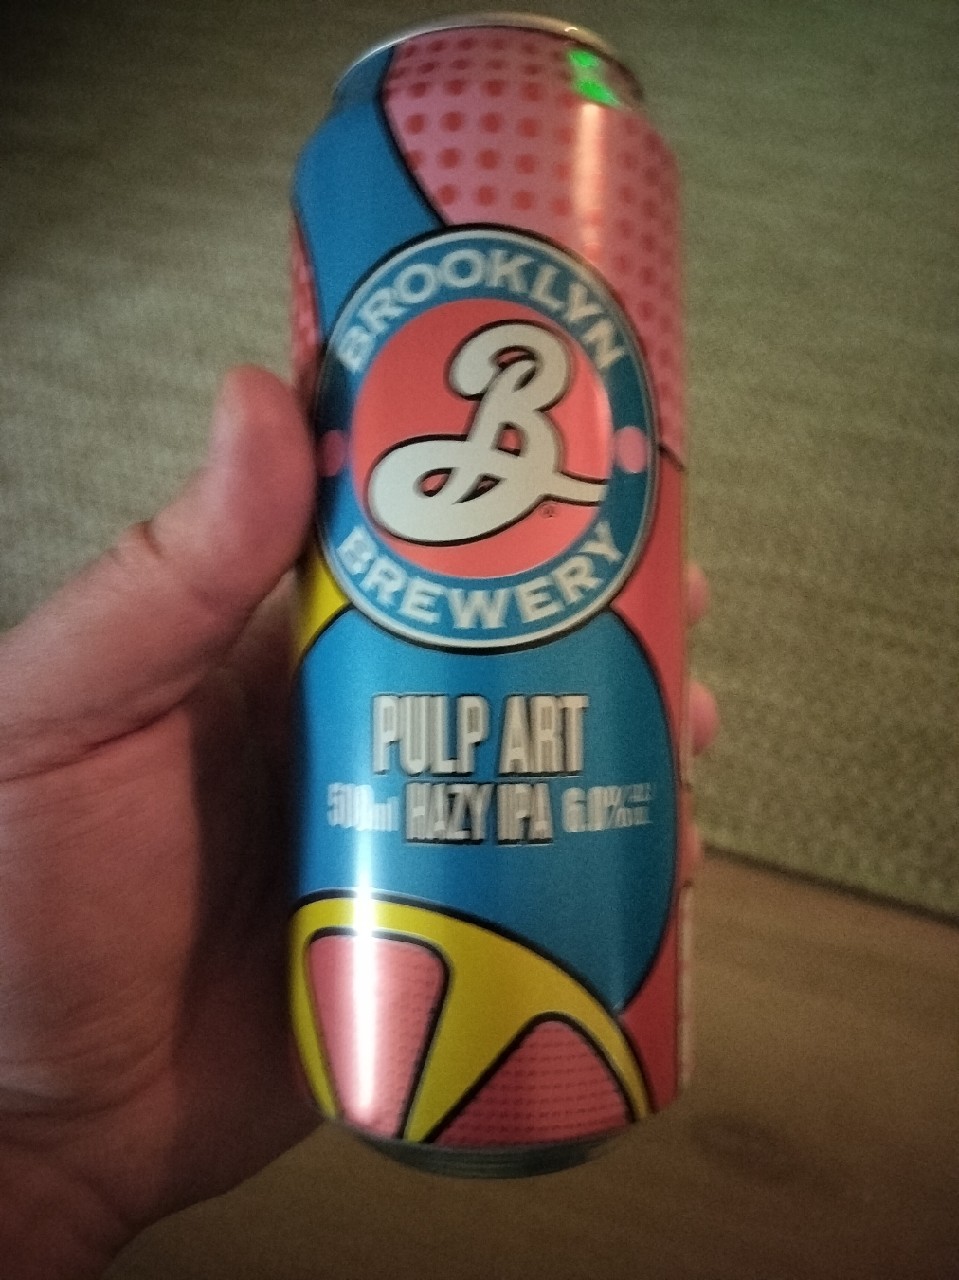 BROOKLYN
B
®
BREWERY
PULP ART
500ml HAZY IPA 6.0%